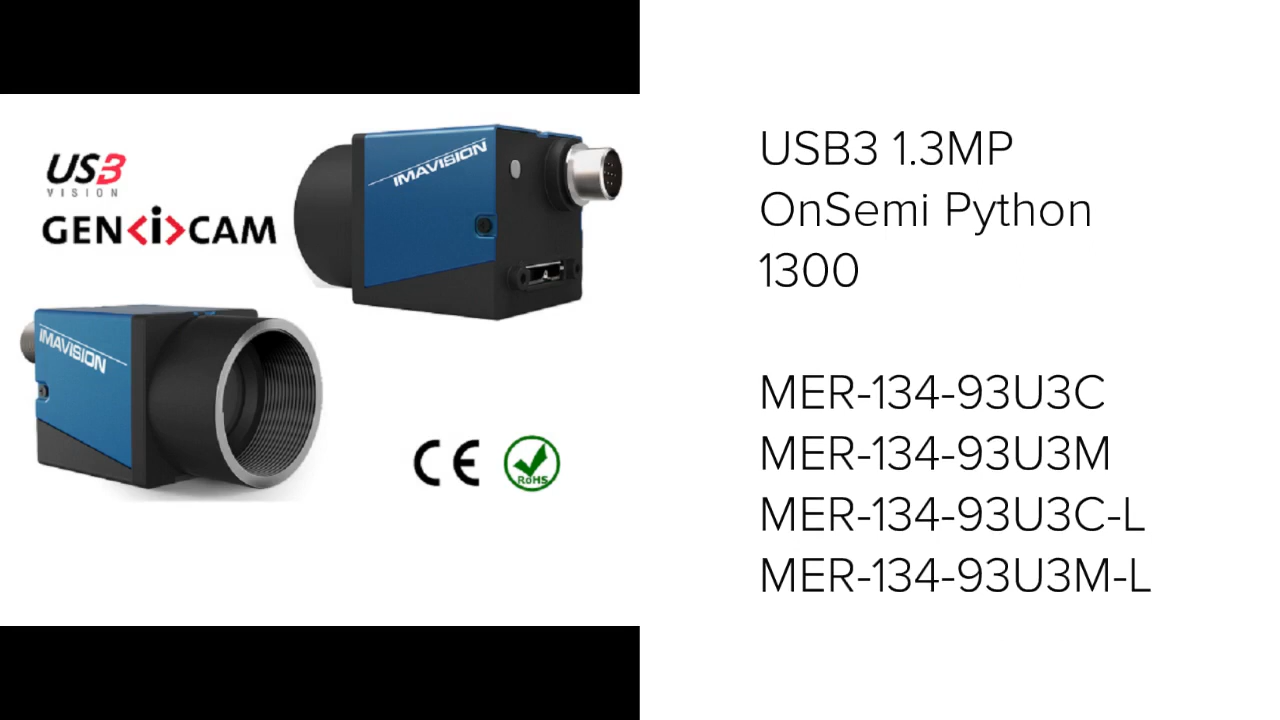 USB3
VISION
GEN<i>CAM
IMAVISION
IMAVISION
CE
RoHS
USB3 1.3MP
OnSemi Python
1300
MER-134-93U3C
MER-134-93U3M
MER-134-93U3C-L
MER-134-93U3M-L